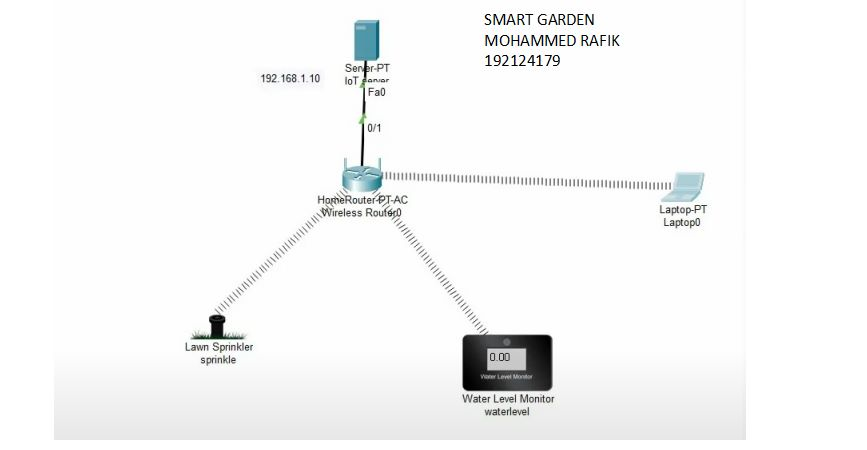 SMART GARDEN
MOHAMMED RAFIK
192124179
Server-PT
IoT server
192.168.1.10
Fa0
0/1
HomeRouter-PT-AC
Wireless Router0
Laptop-PT
Laptop0
Lawn Sprinkler
sprinkle
0.00
Water Level Monitor
Water Level Monitor
waterlevel